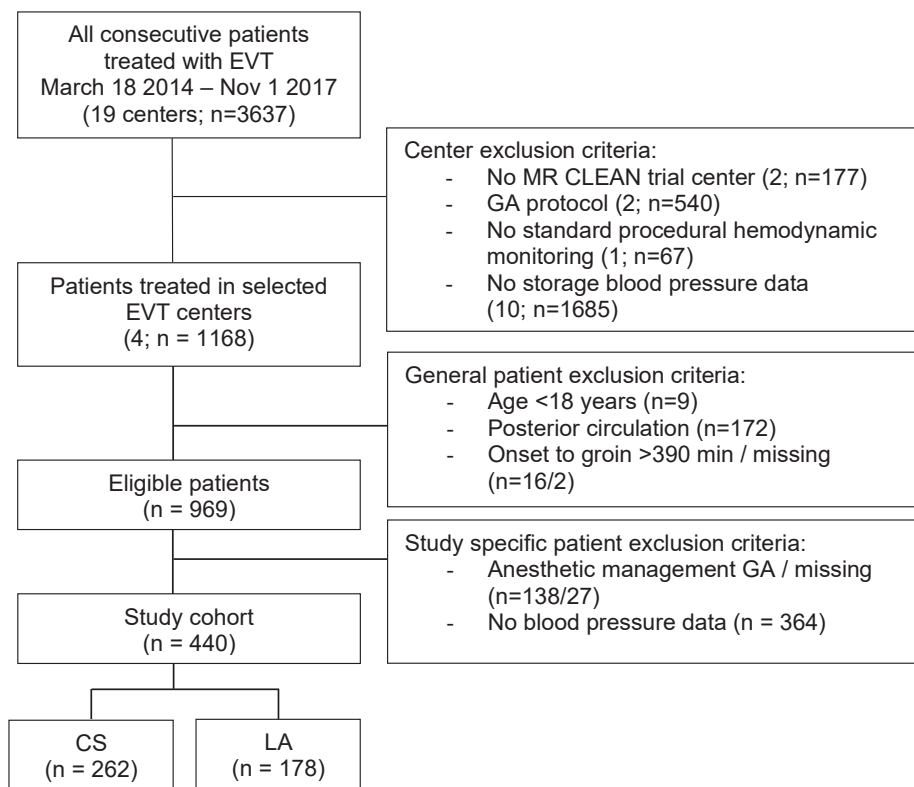 All consecutive patients
treated with EVT
March 18 2014 – Nov 1 2017
(19 centers; n=3637)
Center exclusion criteria:
- No MR CLEAN trial center (2; n=177)
- GA protocol (2; n=540)
- No standard procedural hemodynamic
monitoring (1; n=67)
- No storage blood pressure data
(10; n=1685)
Patients treated in selected
EVT centers
(4; n = 1168)
General patient exclusion criteria:
- Age <18 years (n=9)
- Posterior circulation (n=172)
- Onset to groin >390 min / missing
(n=16/2)
Eligible patients
(n = 969)
Study specific patient exclusion criteria:
- Anesthetic management GA / missing
(n=138/27)
- No blood pressure data (n = 364)
Study cohort
(n = 440)
CS
(n = 262)
LA
(n = 178)